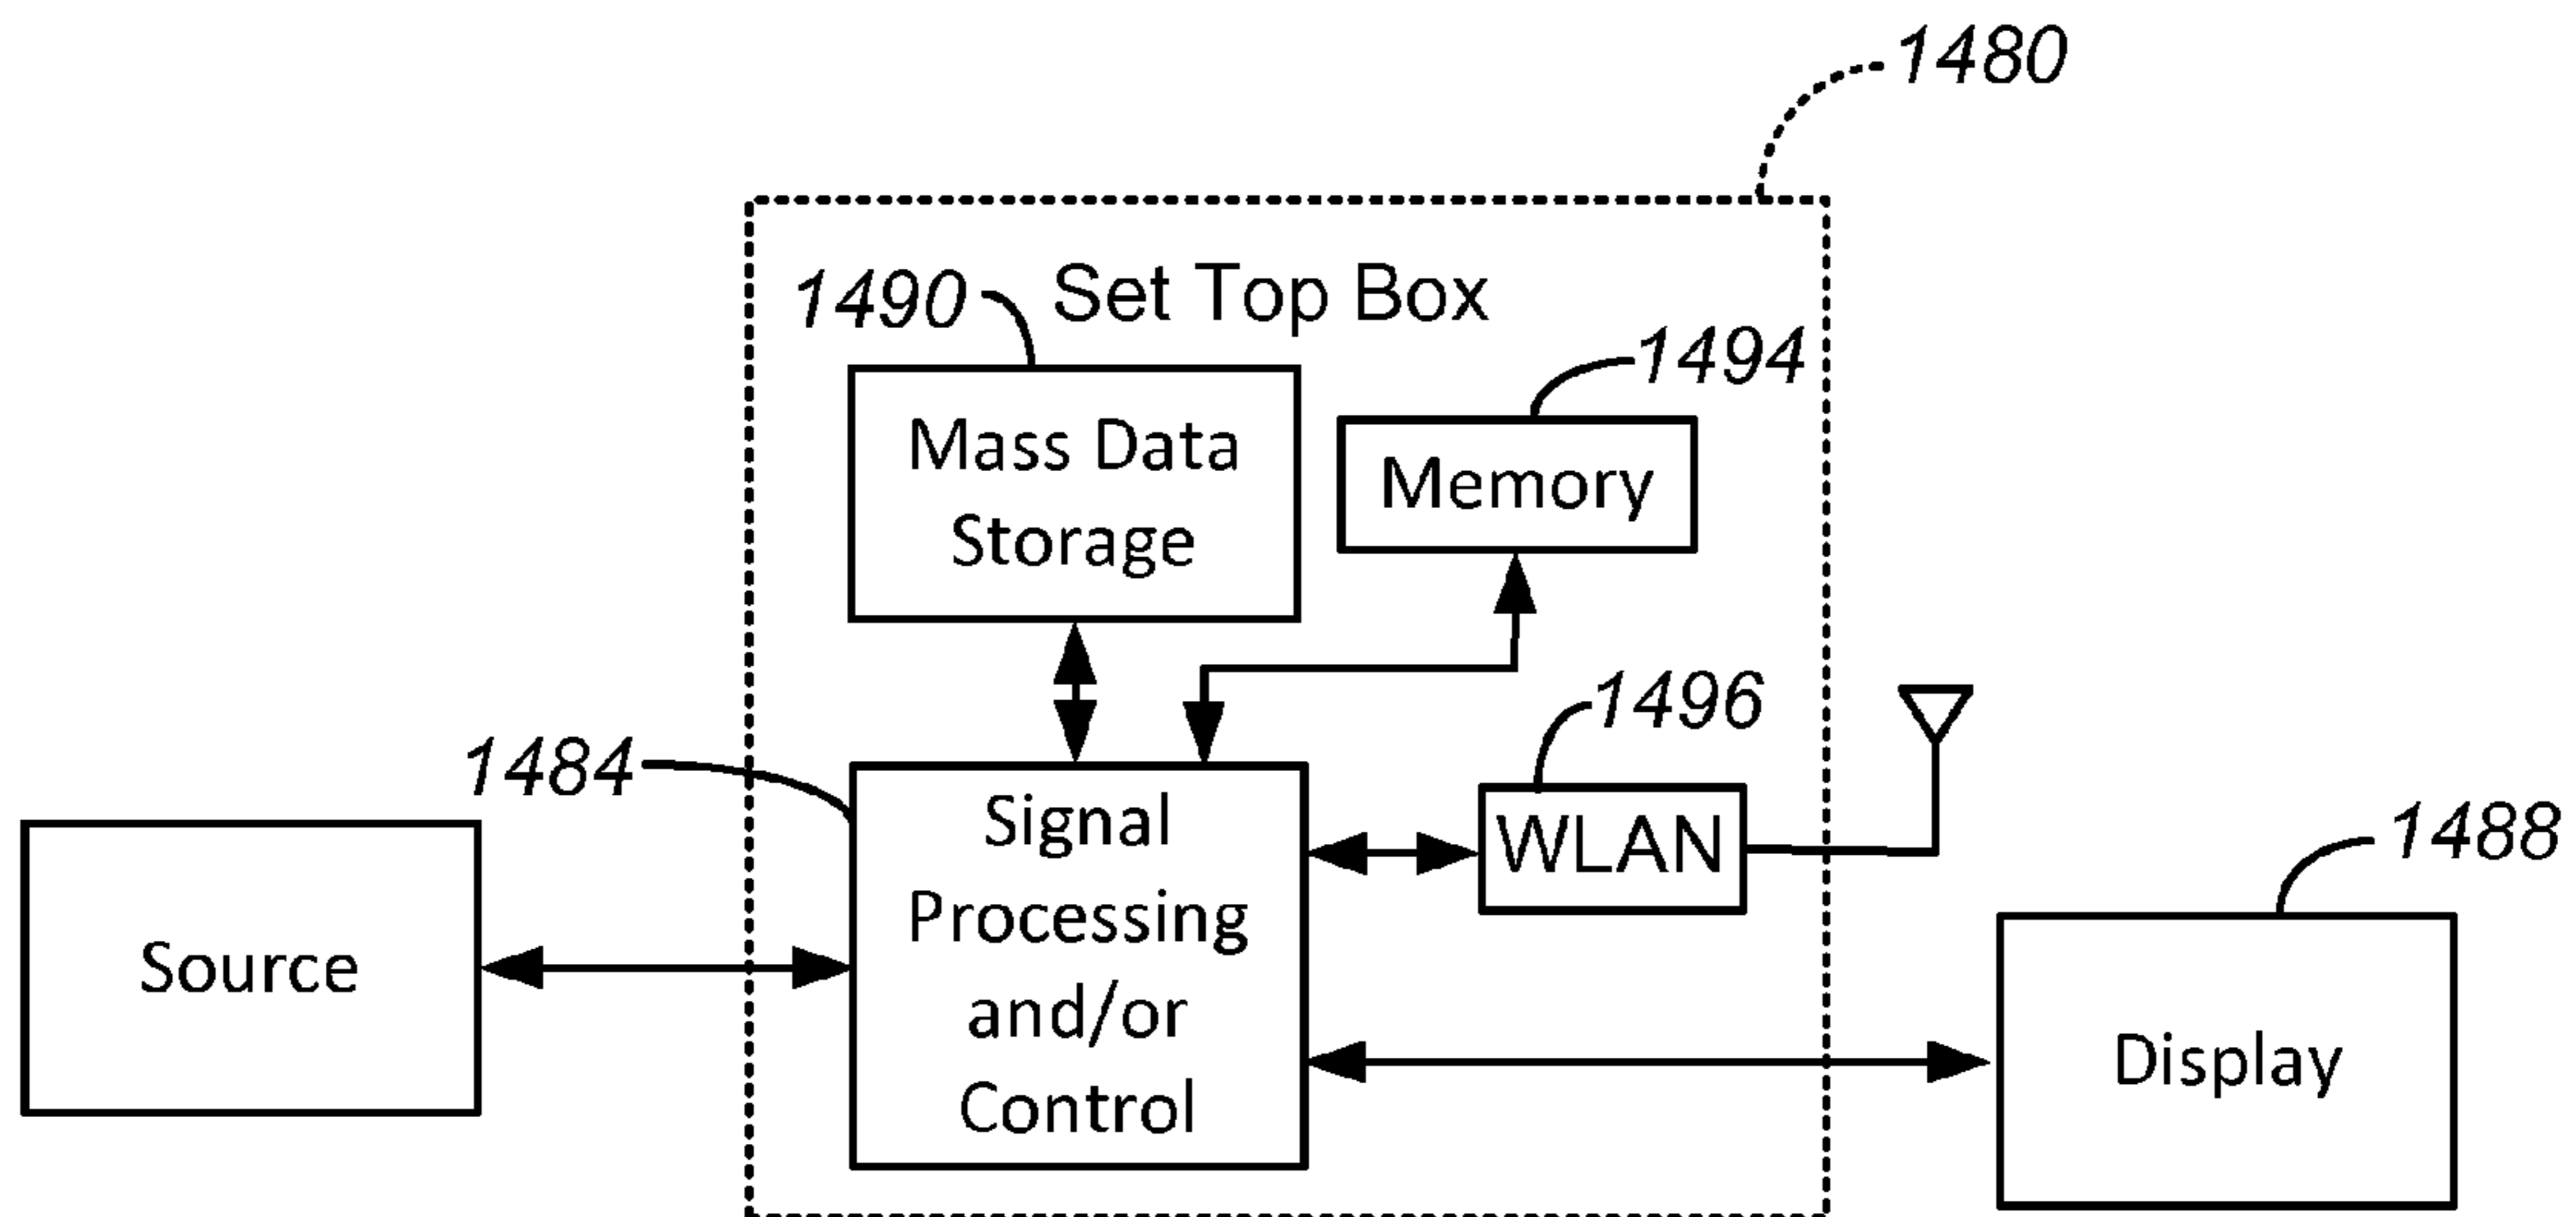 1480
Set Top Box
1490
1494
Mass Data
Storage
Memory
1496
1484
WLAN
Signal
Processing
and/or
Control
Source
1488
Display